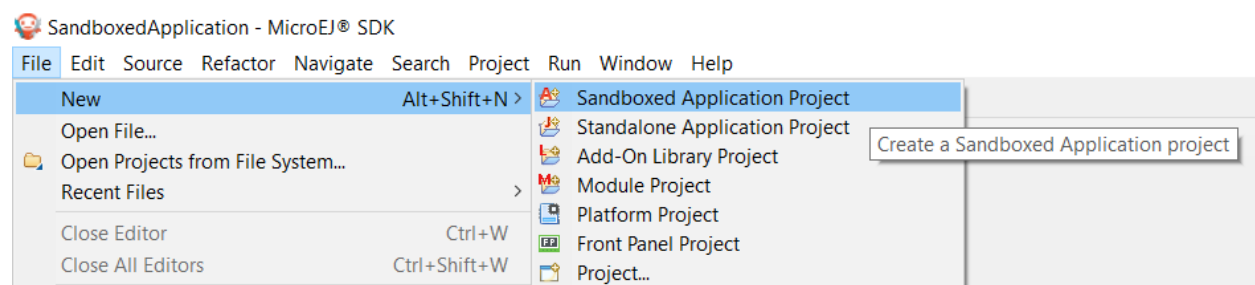 SandboxedApplication - MicroEJ® SDK
File Edit Source Refactor Navigate Search Project Run Window Help
New Alt+Shift+N >
Open File...
Open Projects from File System...
Recent Files >
Close Editor Ctrl+W
Close All Editors Ctrl+Shift+W
Sandboxed Application Project
Standalone Application Project
Add-On Library Project
Module Project
Platform Project
Front Panel Project
Project...
Create a Sandboxed Application project